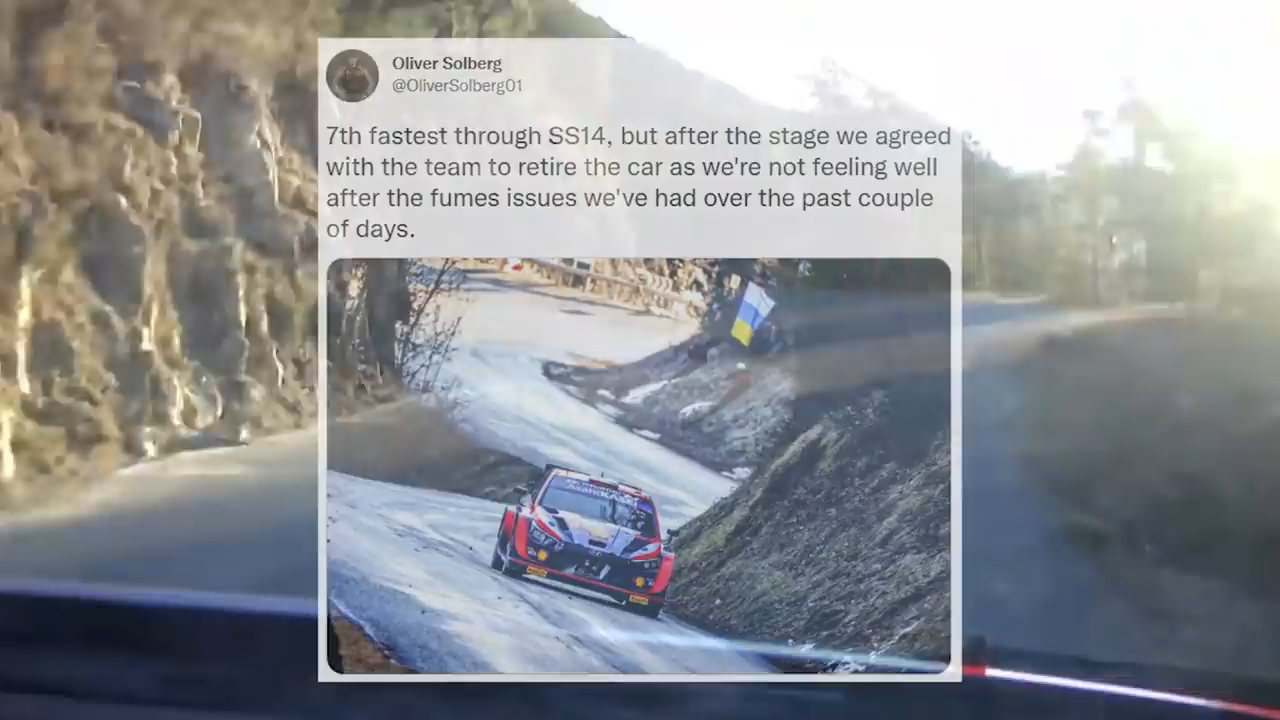 Oliver Solberg
@OliverSolberg01
7th fastest through SS14, but after the stage we agreed
with the team to retire the car as we're not feeling well
after the fumes issues we've had over the past couple
of days.